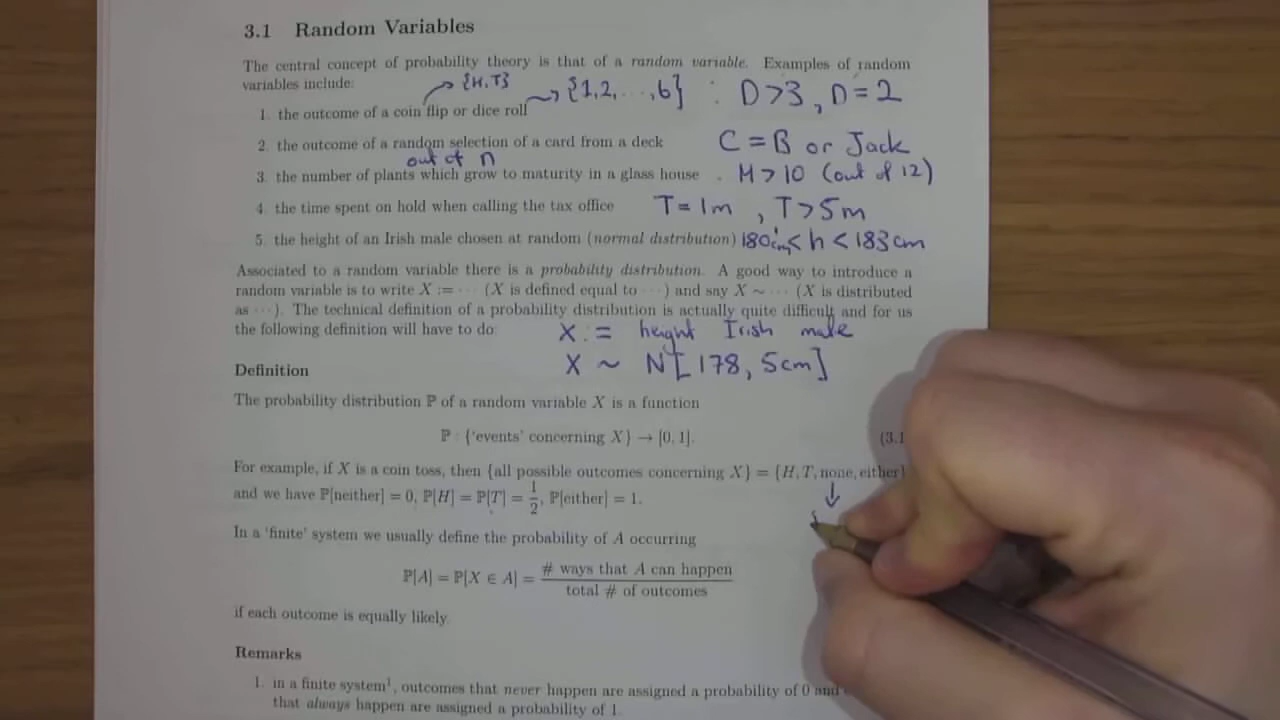 3.1 Random Variables
The central concept of probability theory is that of a random variable. Examples of random
variables include:
{H,T}
1. the outcome of a coin flip or dice roll
{1,2,...,6} : D>3, D=2
2. the outcome of a random selection of a card from a deck
C = B or Jack
out of n
3. the number of plants which grow to maturity in a glass house
M > 10 (out of 12)
4. the time spent on hold when calling the tax office
T = 1m , T > 5m
5. the height of an Irish male chosen at random (normal distribution)
180cm < h < 183cm
Associated to a random variable there is a probability distribution. A good way to introduce a
random variable is to write X := ··· (X is defined equal to ···) and say X ∼ ··· (X is distributed
as ···). The technical definition of a probability distribution is actually quite difficult and for us
the following definition will have to do:
X := height Irish male
X ~ N[178, 5cm]
Definition
The probability distribution ℙ of a random variable X is a function
ℙ : {'events' concerning X} → [0, 1]. (3.1
For example, if X is a coin toss, then {all possible outcomes concerning X} = {H, T, none, either}
and we have ℙ[neither] = 0, ℙ[H] = ℙ[T] = 1/2, ℙ[either] = 1.
In a 'finite' system we usually define the probability of A occurring
ℙ[A] = ℙ[X ∈ A] = # ways that A can happen
total # of outcomes
if each outcome is equally likely.
Remarks
1. in a finite system¹, outcomes that never happen are assigned a probability of 0 and
that always happen are assigned a probability of 1.